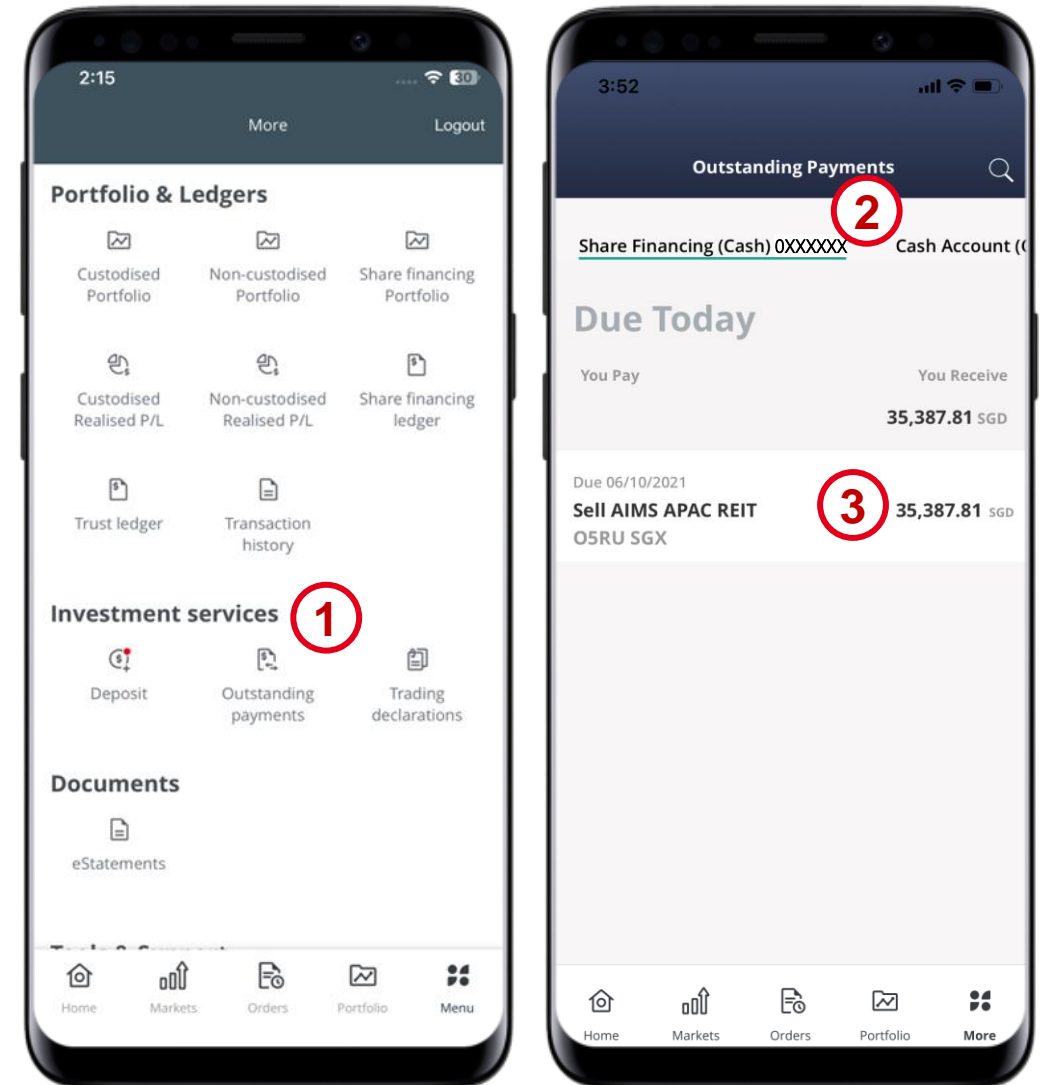 2:15
30
More
Logout
Portfolio & Ledgers
Custodised Portfolio
Non-custodised Portfolio
Share financing Portfolio
Custodised Realised P/L
Non-custodised Realised P/L
Share financing ledger
Trust ledger
Transaction history
Investment services
1
Deposit
Outstanding payments
Trading declarations
Documents
eStatements
Home
Markets
Orders
Portfolio
Menu
3:52
Outstanding Payments
2
Share Financing (Cash) 0XXXXXX
Cash Account (
Due Today
You Pay
You Receive
35,387.81 SGD
Due 06/10/2021
Sell AIMS APAC REIT
3
35,387.81 SGD
O5RU SGX
Home
Markets
Orders
Portfolio
More